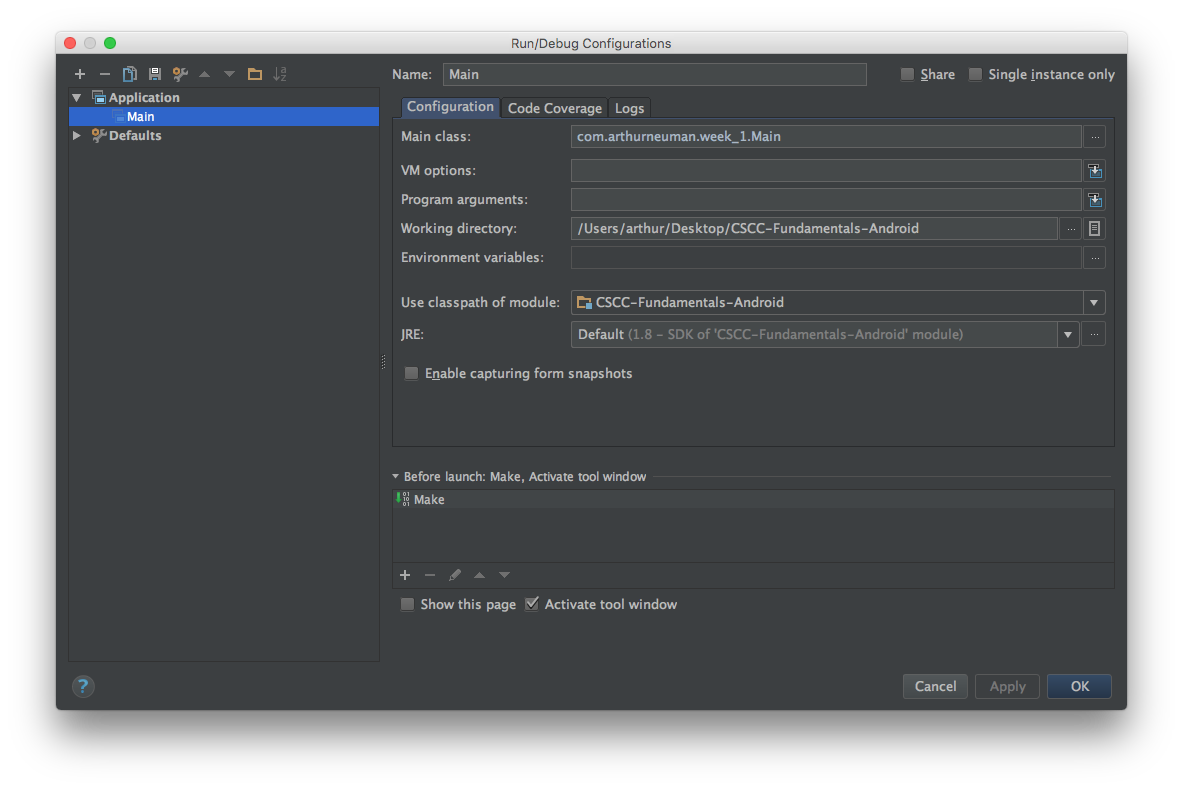 Run/Debug Configurations
Name: Main Share Single instance only
Application
Main
Defaults
Configuration Code Coverage Logs
Main class: com.arthurneuman.week_1.Main ...
VM options:
Program arguments:
Working directory: /Users/arthur/Desktop/CSCC-Fundamentals-Android ...
Environment variables: ...
Use classpath of module: CSCC-Fundamentals-Android
JRE: Default (1.8 - SDK of 'CSCC-Fundamentals-Android' module) ...
Enable capturing form snapshots
Before launch: Make, Activate tool window
Make
Show this page Activate tool window
? Cancel Apply OK